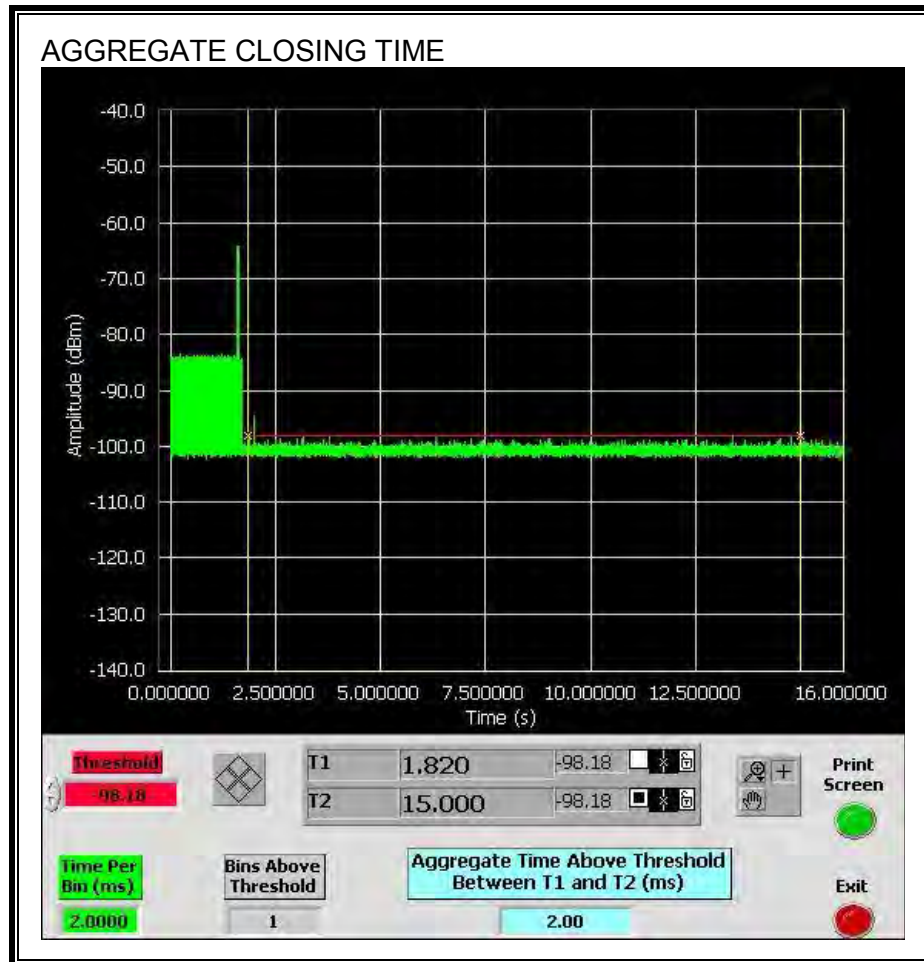 AGGREGATE CLOSING TIME
-40.0
-50.0
-60.0
-70.0
-80.0
-90.0
-100.0
-110.0
-120.0
-130.0
-140.0
Amplitude (dBm)
0.000000 2.500000 5.000000 7.500000 10.000000 12.500000 16.000000
Time (s)
Threshold
-98.18
T1 1.820 -98.18
T2 15.000 -98.18
Print
Screen
Time Per
Bin (ms)
2.0000
Bins Above
Threshold
1
Aggregate Time Above Threshold
Between T1 and T2 (ms)
2.00
Exit